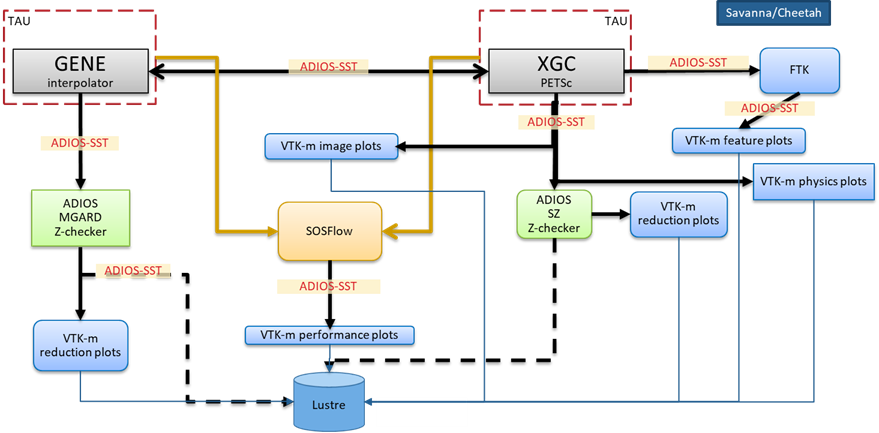 Savanna/Cheetah
TAU
TAU
GENE
interpolator
ADIOS-SST
XGC
PETSc
ADIOS-SST
FTK
ADIOS-SST
ADIOS-SST
ADIOS-SST
VTK-m image plots
VTK-m feature plots
VTK-m physics plots
ADIOS
MGARD
Z-checker
SOSFlow
ADIOS
SZ
Z-checker
VTK-m
reduction plots
ADIOS-SST
ADIOS-SST
VTK-m
reduction plots
VTK-m performance plots
Lustre